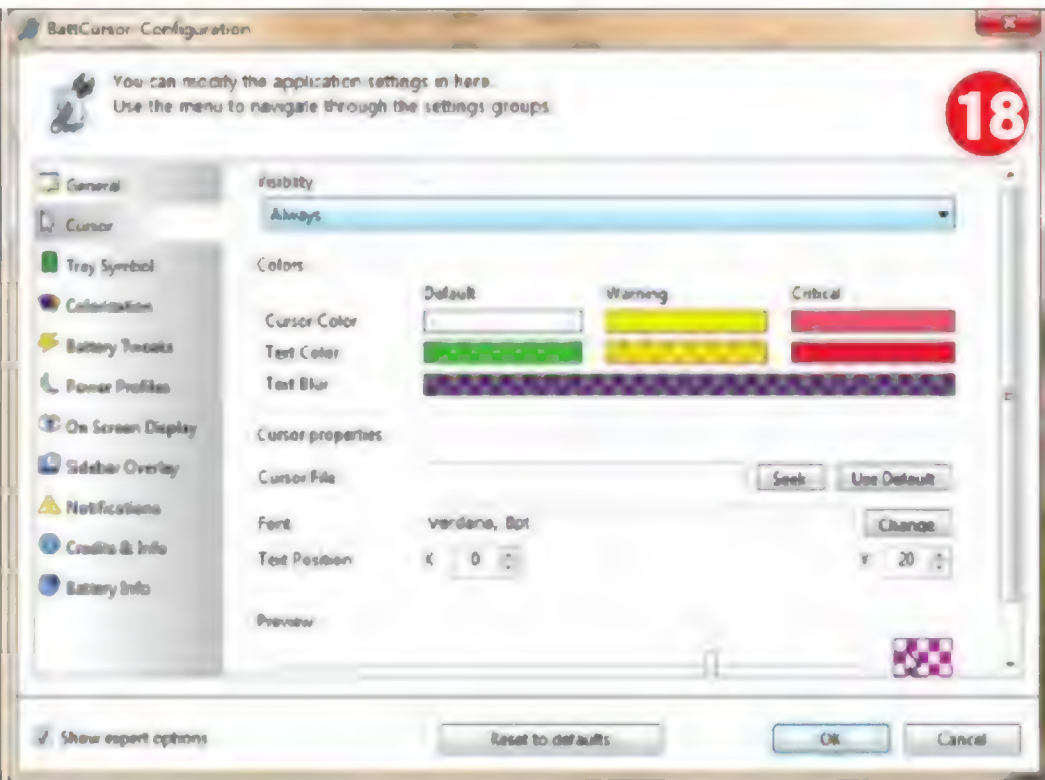 BattCursor Configuration
You can modify the application settings in here.
Use the menu to navigate through the settings groups
18
General
Cursor
Tray Symbol
Colorization
Battery Tweaks
Power Profiles
On Screen Display
Sidebar Overlay
Notifications
Credits & Info
Battery Info
Visibility
Always
Colors
Default Warning Critical
Cursor Color
Text Color
Text Blur
Cursor properties
Cursor File Seek Use Default
Font Verdana, 8pt Change
Text Position X 0 Y 20
Preview
Show expert options Reset to defaults OK Cancel